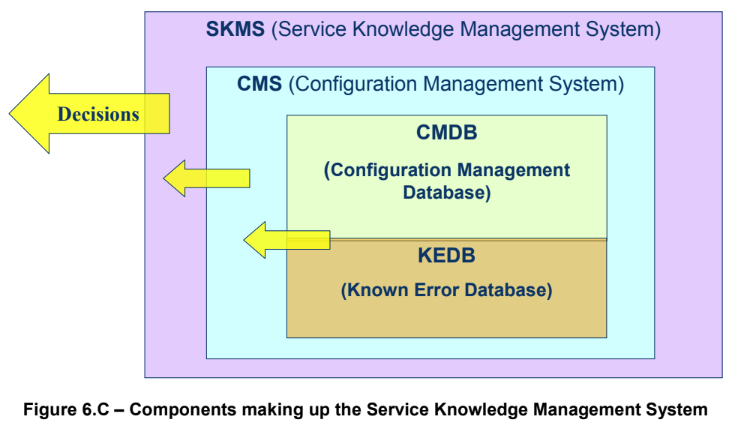 SKMS (Service Knowledge Management System)
CMS (Configuration Management System)
Decisions
CMDB
(Configuration Management
Database)
KEDB
(Known Error Database)
Figure 6.C – Components making up the Service Knowledge Management System